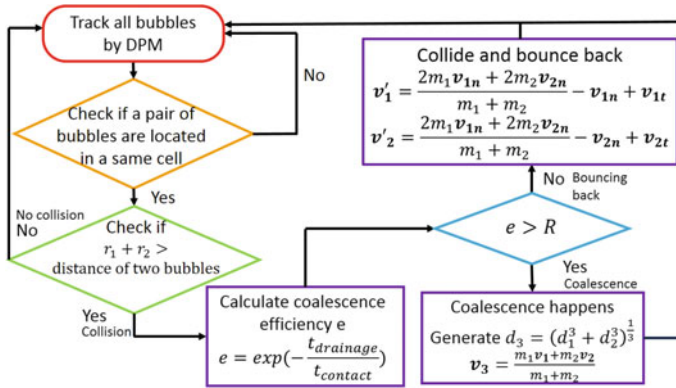 Track all bubbles
by DPM
No
Check if a pair of
bubbles are located
in a same cell
Yes
No collision
No
Check if
r₁ + r₂ >
distance of two bubbles
Yes
Collision
Calculate coalescence
efficiency e
e = exp(−t_drainage/t_contact)
e > R
No Bouncing
back
Collide and bounce back
v′₁ = (2m₁v₁ₙ + 2m₂v₂ₙ)/(m₁ + m₂) − v₁ₙ + v₁ₜ
v′₂ = (2m₁v₁ₙ + 2m₂v₂ₙ)/(m₁ + m₂) − v₂ₙ + v₂ₜ
Yes
Coalescence
Coalescence happens
Generate d₃ = (d₁³ + d₂³)^(1/3)
v₃ = (m₁v₁+m₂v₂)/(m₁+m₂)